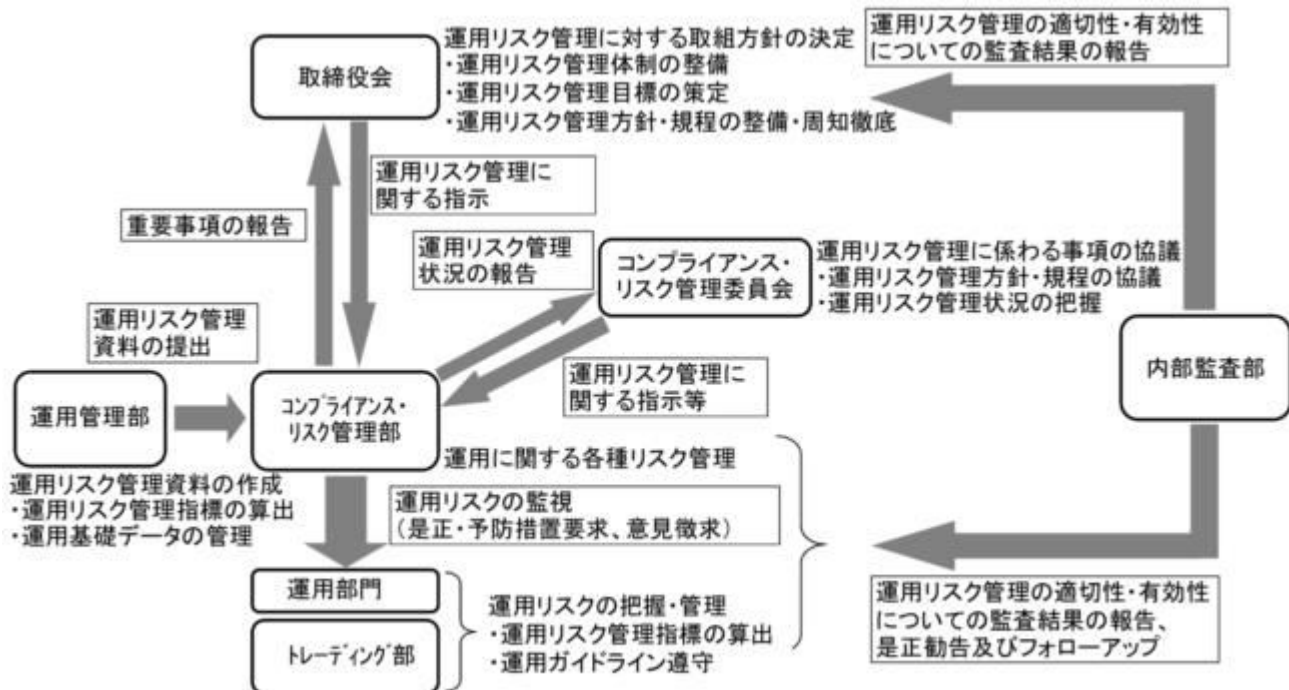 取締役会
運用リスク管理に対する取組方針の決定
・運用リスク管理体制の整備
・運用リスク管理目標の策定
・運用リスク管理方針・規程の整備・周知徹底
運用リスク管理の適切性・有効性
についての監査結果の報告
運用リスク管理に
関する指示
重要事項の報告
運用リスク管理
状況の報告
コンプライアンス・
リスク管理委員会
運用リスク管理に係わる事項の協議
・運用リスク管理方針・規程の協議
・運用リスク管理状況の把握
運用リスク管理
資料の提出
内部監査部
運用管理部
コンプライアンス・
リスク管理部
運用リスク管理に
関する指示等
運用に関する各種リスク管理
運用リスク管理資料の作成
・運用リスク管理指標の算出
・運用基礎データの管理
運用リスクの監視
(是正・予防措置要求、意見徴求)
運用部門
トレーディング部
運用リスクの把握・管理
・運用リスク管理指標の算出
・運用ガイドライン遵守
運用リスク管理の適切性・有効性
についての監査結果の報告、
是正勧告及びフォローアップ